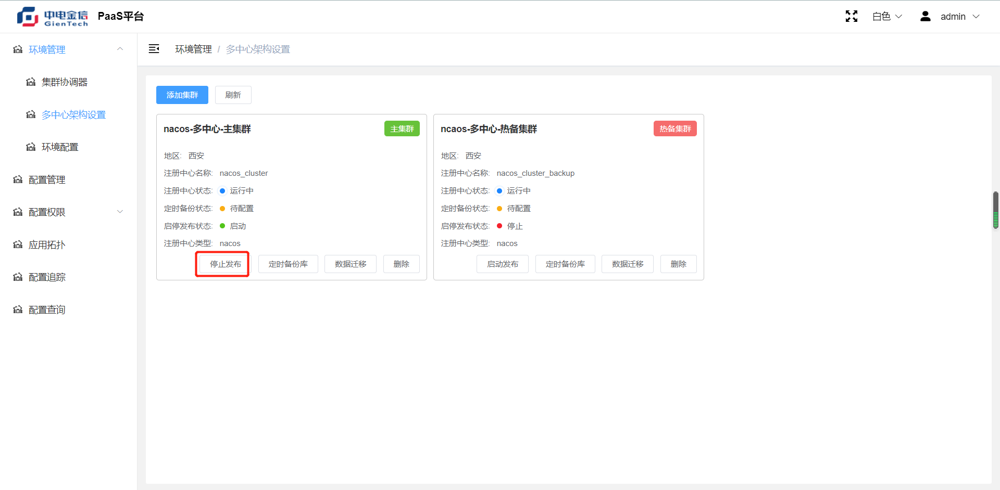 中电金信
GienTech
PaaS平台
白色
admin
环境管理
集群协调器
多中心架构设置
环境配置
配置管理
配置权限
应用拓扑
配置追踪
配置查询
环境管理 / 多中心架构设置
添加集群
刷新
nacos-多中心-主集群
主集群
地区: 西安
注册中心名称: nacos_cluster
注册中心状态: 运行中
定时备份状态: 待配置
启停发布状态: 启动
注册中心类型: nacos
停止发布
定时备份库
数据迁移
删除
ncaos-多中心-热备集群
热备集群
地区: 西安
注册中心名称: nacos_cluster_backup
注册中心状态: 运行中
定时备份状态: 待配置
启停发布状态: 停止
注册中心类型: nacos
启动发布
定时备份库
数据迁移
删除